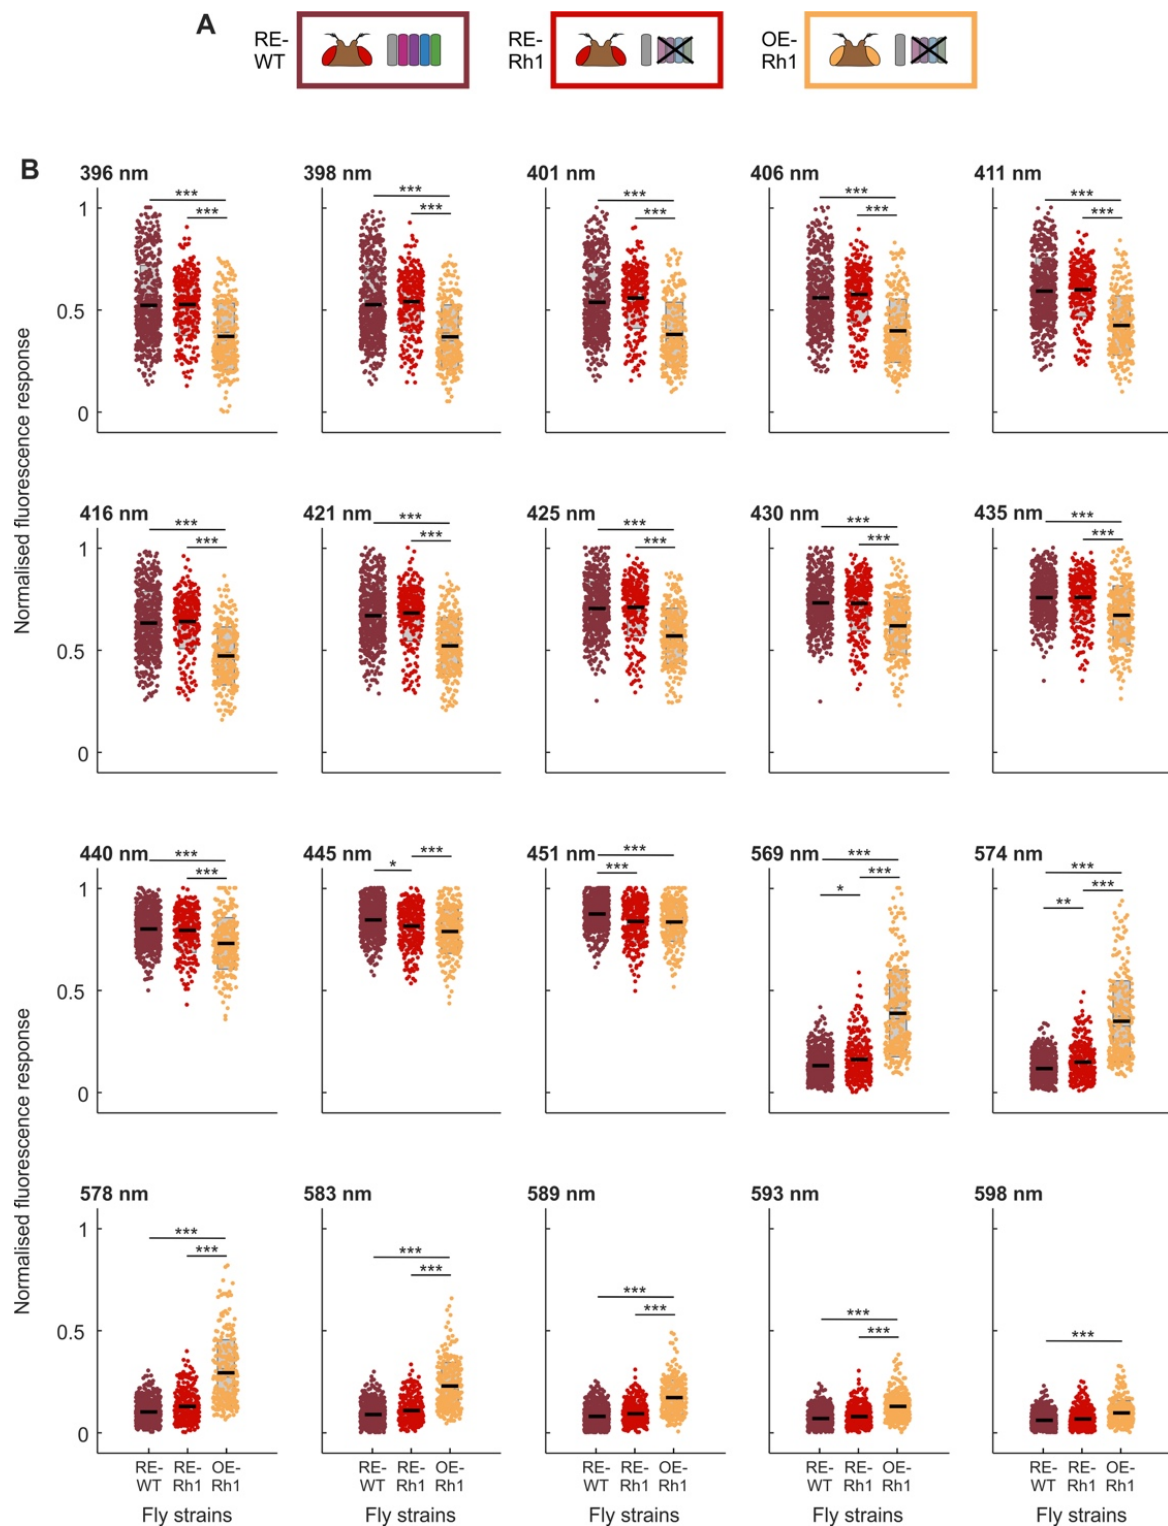 A
RE-
WT
RE-
Rh1
OE-
Rh1
B
396 nm
398 nm
401 nm
406 nm
411 nm
***
***
***
***
***
***
***
***
***
***
1
0.5
0
Normalised fluorescence response
416 nm
421 nm
425 nm
430 nm
435 nm
***
***
***
***
***
***
***
***
***
***
1
0.5
0
440 nm
445 nm
451 nm
569 nm
574 nm
***
***
*
***
***
***
***
*
***
***
***
**
1
0.5
0
Normalised fluorescence response
578 nm
583 nm
589 nm
593 nm
598 nm
***
***
***
***
***
***
***
***
***
1
0.5
0
RE-
WT
RE-
Rh1
OE-
Rh1
RE-
WT
RE-
Rh1
OE-
Rh1
RE-
WT
RE-
Rh1
OE-
Rh1
RE-
WT
RE-
Rh1
OE-
Rh1
RE-
WT
RE-
Rh1
OE-
Rh1
Fly strains
Fly strains
Fly strains
Fly strains
Fly strains